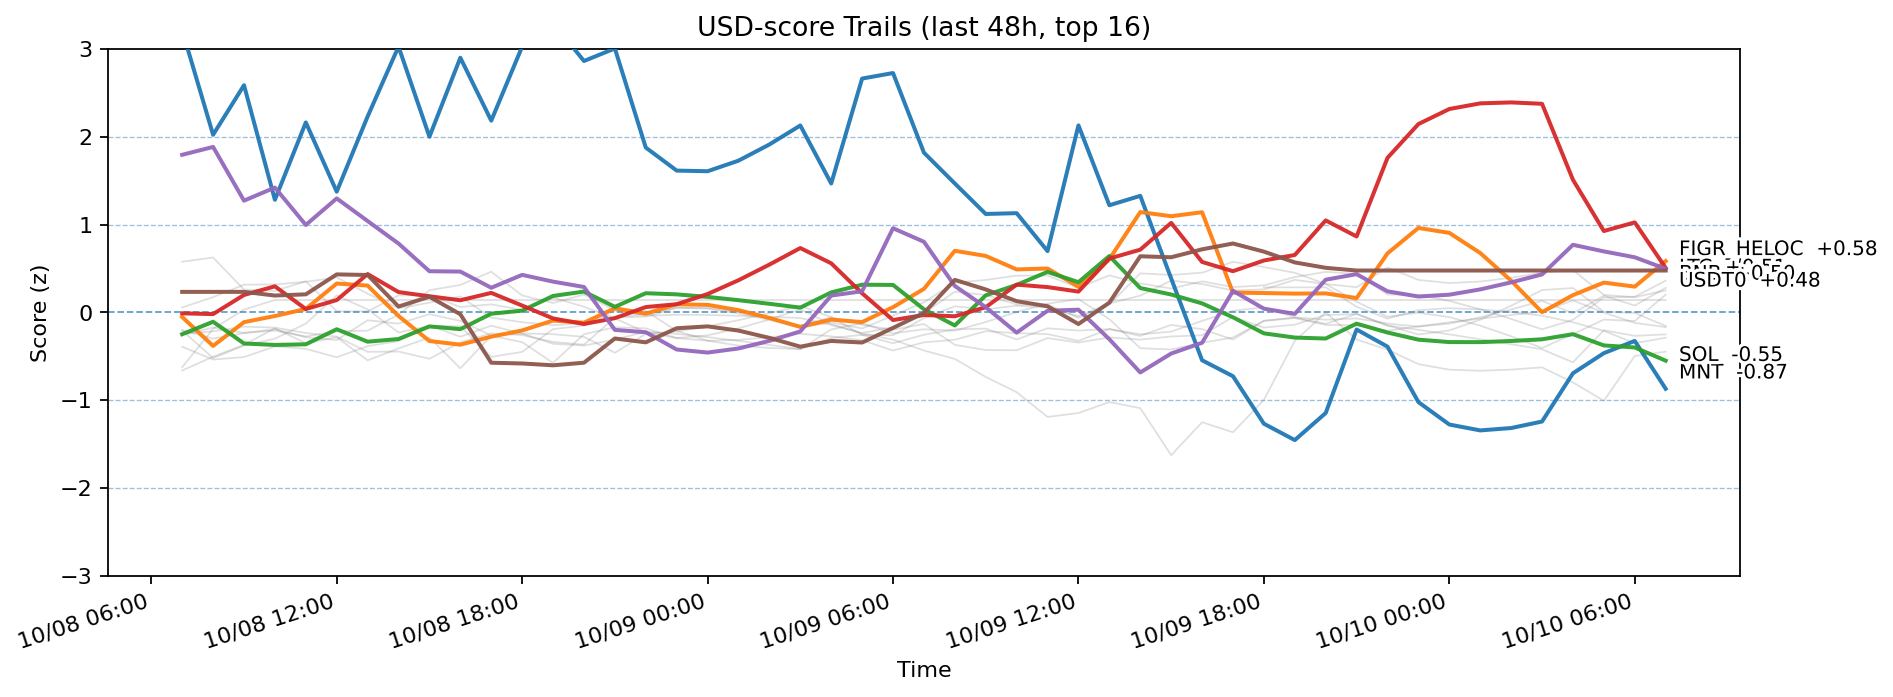 USD-score Trails (last 48h, top 16)
3
2
1
0
−1
−2
−3
Score (z)
FIGR_HELOC +0.58
USDT0 +0.48
SOL -0.55
MNT -0.87
10/08 06:00
10/08 12:00
10/08 18:00
10/09 00:00
10/09 06:00
10/09 12:00
10/09 18:00
10/10 00:00
10/10 06:00
Time